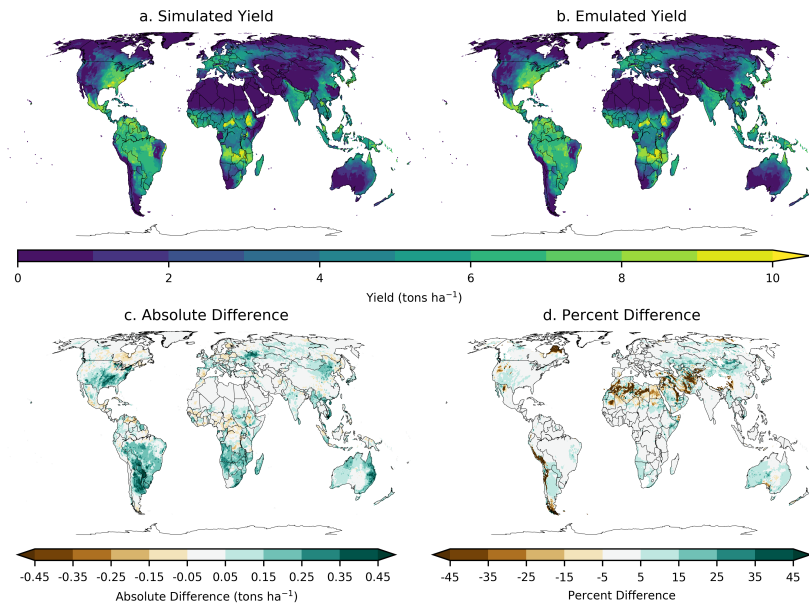 a. Simulated Yield
b. Emulated Yield
0 2 4 6 8 10
Yield (tons ha⁻¹)
c. Absolute Difference
d. Percent Difference
-0.45 -0.35 -0.25 -0.15 -0.05 0.05 0.15 0.25 0.35 0.45
Absolute Difference (tons ha⁻¹)
-45 -35 -25 -15 -5 5 15 25 35 45
Percent Difference